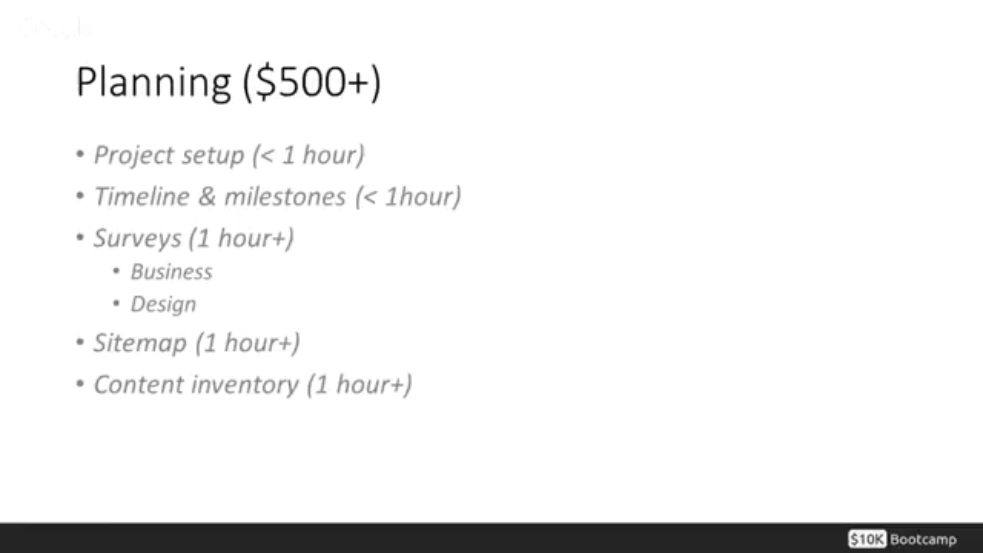 Planning ($500+)
• Project setup (< 1 hour)
• Timeline & milestones (< 1hour)
• Surveys (1 hour+)
• Business
• Design
• Sitemap (1 hour+)
• Content inventory (1 hour+)
$10K Bootcamp